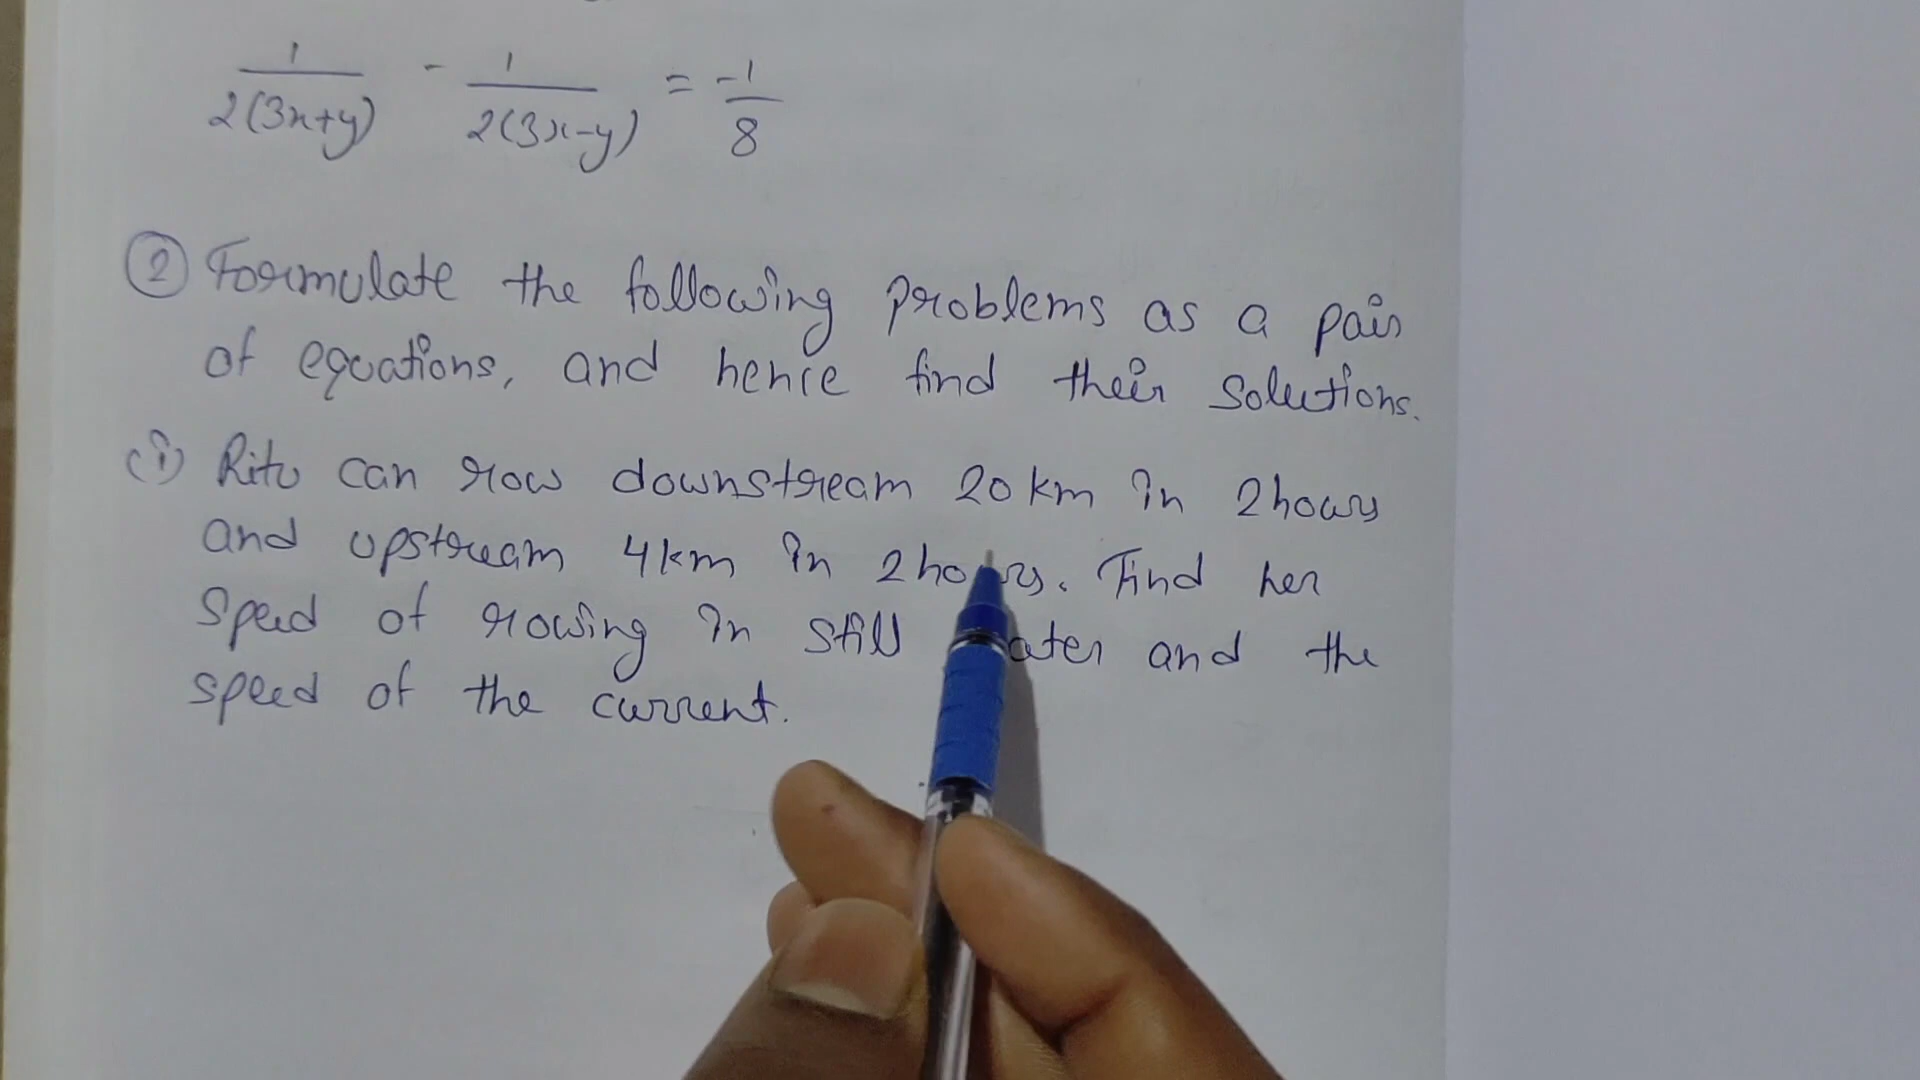 1/2(3x+y) - 1/2(3x-y) = -1/8
② Formulate the following problems as a pair
of equations, and hence find their solutions.
(i) Ritu can row downstream 20 km in 2 hours
and upstream 4 km in 2 hours. Find her
speed of rowing in still water and the
speed of the current.